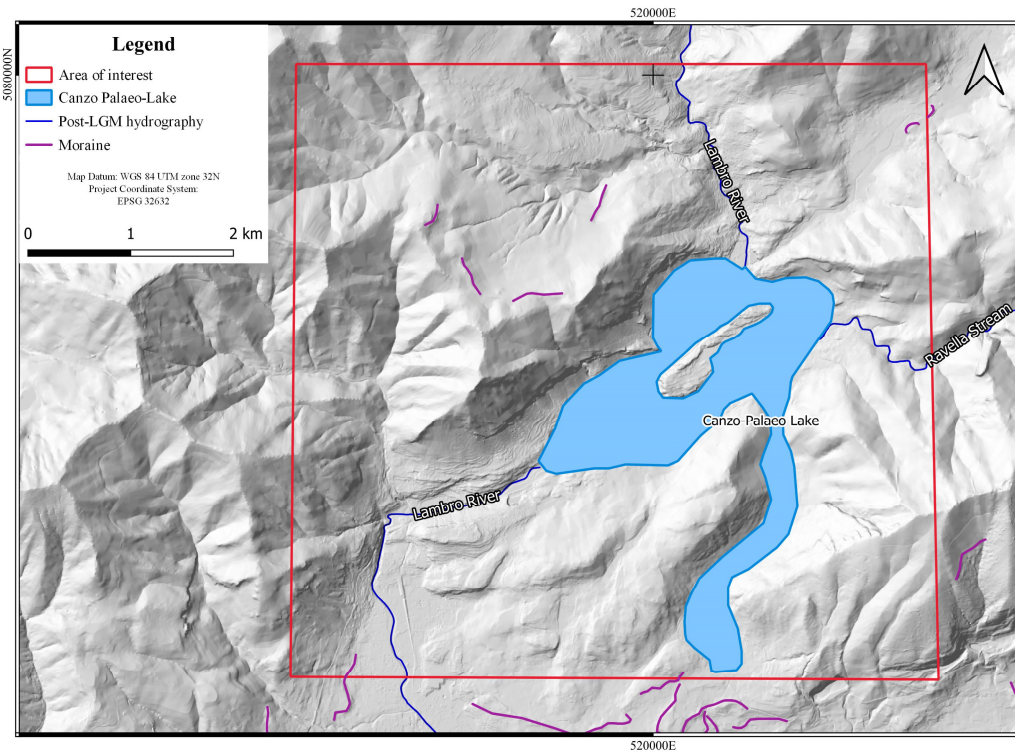 520000E
5080000N
Legend
Area of interest
Canzo Palaeo-Lake
Post-LGM hydrography
Moraine
Map Datum: WGS 84 UTM zone 32N
Project Coordinate System:
EPSG 32632
0 1 2 km
Lambro River
Ravella Stream
Canzo Palaeo Lake
Lambro River
520000E